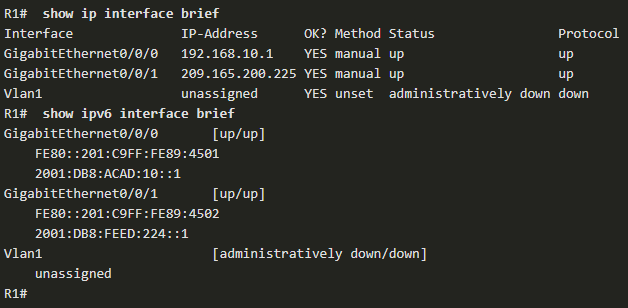 R1#  show ip interface brief
Interface              IP-Address      OK? Method Status                Protocol
GigabitEthernet0/0/0   192.168.10.1    YES manual up                    up
GigabitEthernet0/0/1   209.165.200.225 YES manual up                    up
Vlan1                  unassigned      YES unset  administratively down down
R1#  show ipv6 interface brief
GigabitEthernet0/0/0       [up/up]
    FE80::201:C9FF:FE89:4501
    2001:DB8:ACAD:10::1
GigabitEthernet0/0/1       [up/up]
    FE80::201:C9FF:FE89:4502
    2001:DB8:FEED:224::1
Vlan1                      [administratively down/down]
    unassigned
R1#